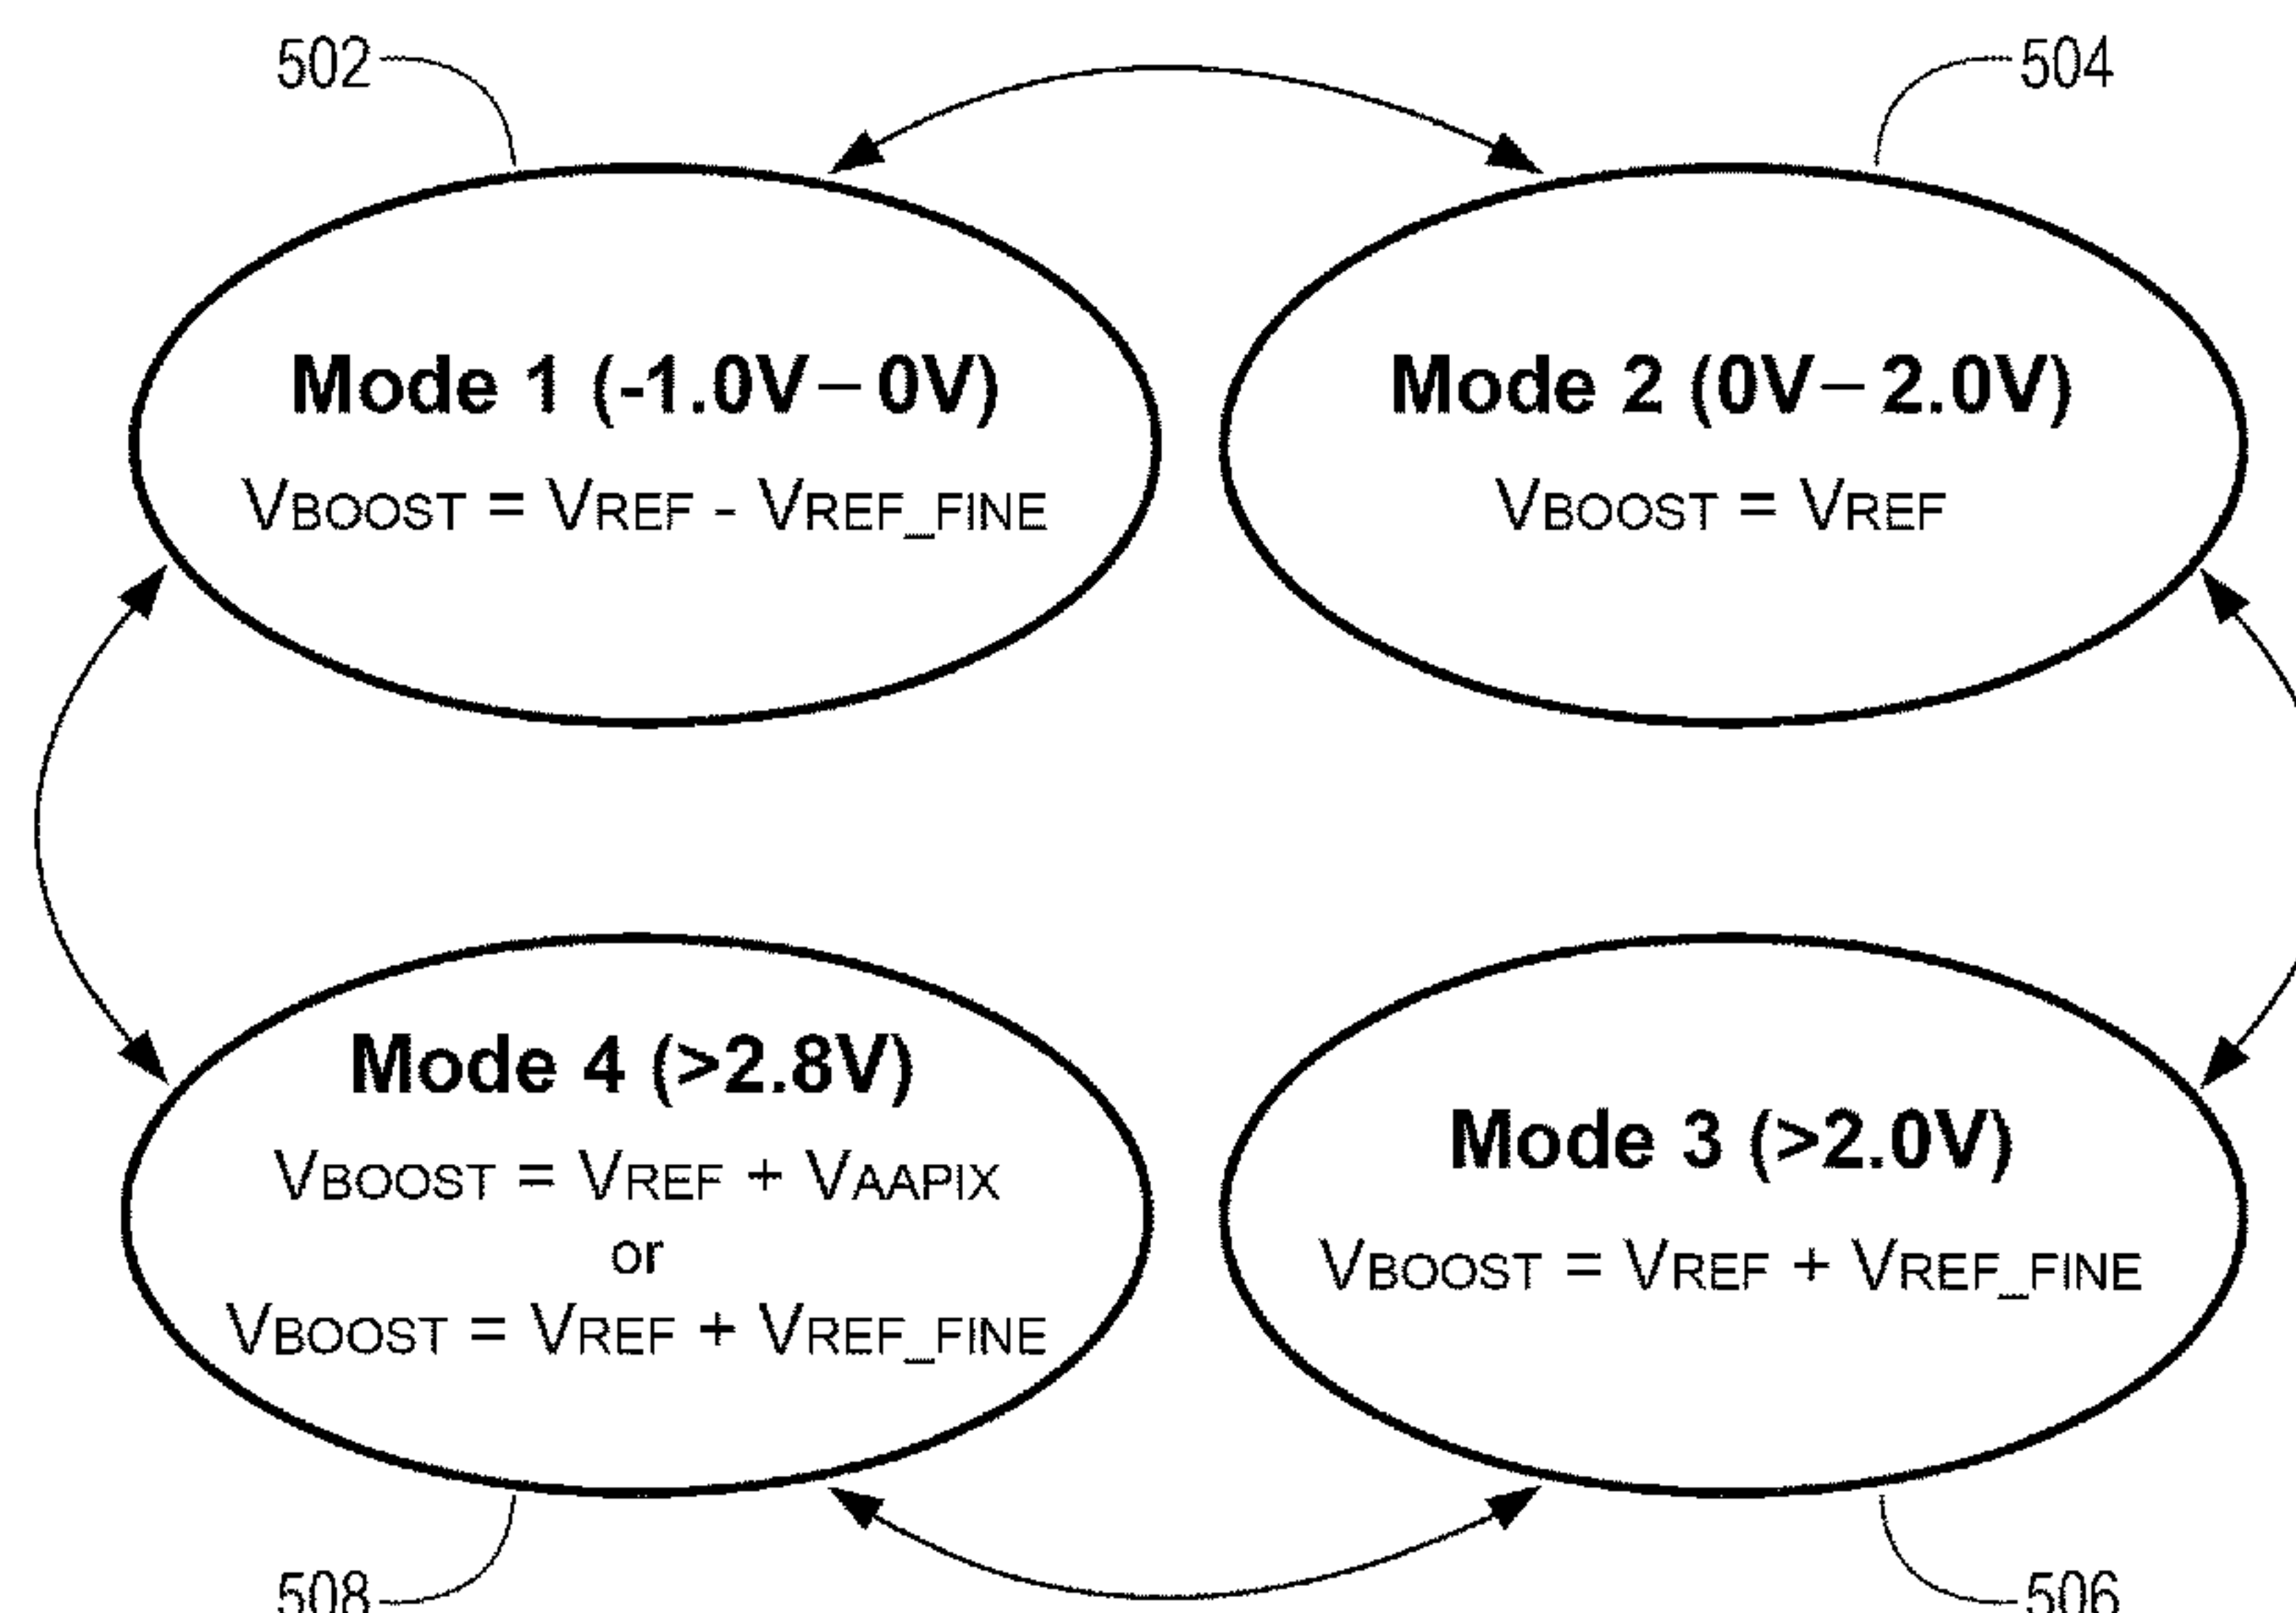 502
504
Mode 1 (-1.0V – 0V)
VBOOST = VREF - VREF_FINE
Mode 2 (0V – 2.0V)
VBOOST = VREF
Mode 4 (>2.8V)
VBOOST = VREF + VAAPIX
or
VBOOST = VREF + VREF_FINE
Mode 3 (>2.0V)
VBOOST = VREF + VREF_FINE
508
506